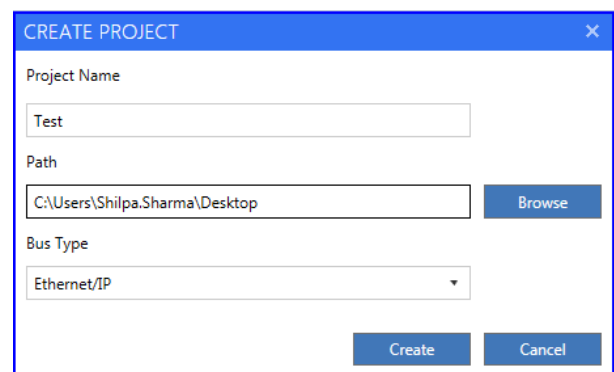 CREATE PROJECT
Project Name
Test
Path
C:\Users\Shilpa.Sharma\Desktop
Browse
Bus Type
Ethernet/IP
Create
Cancel